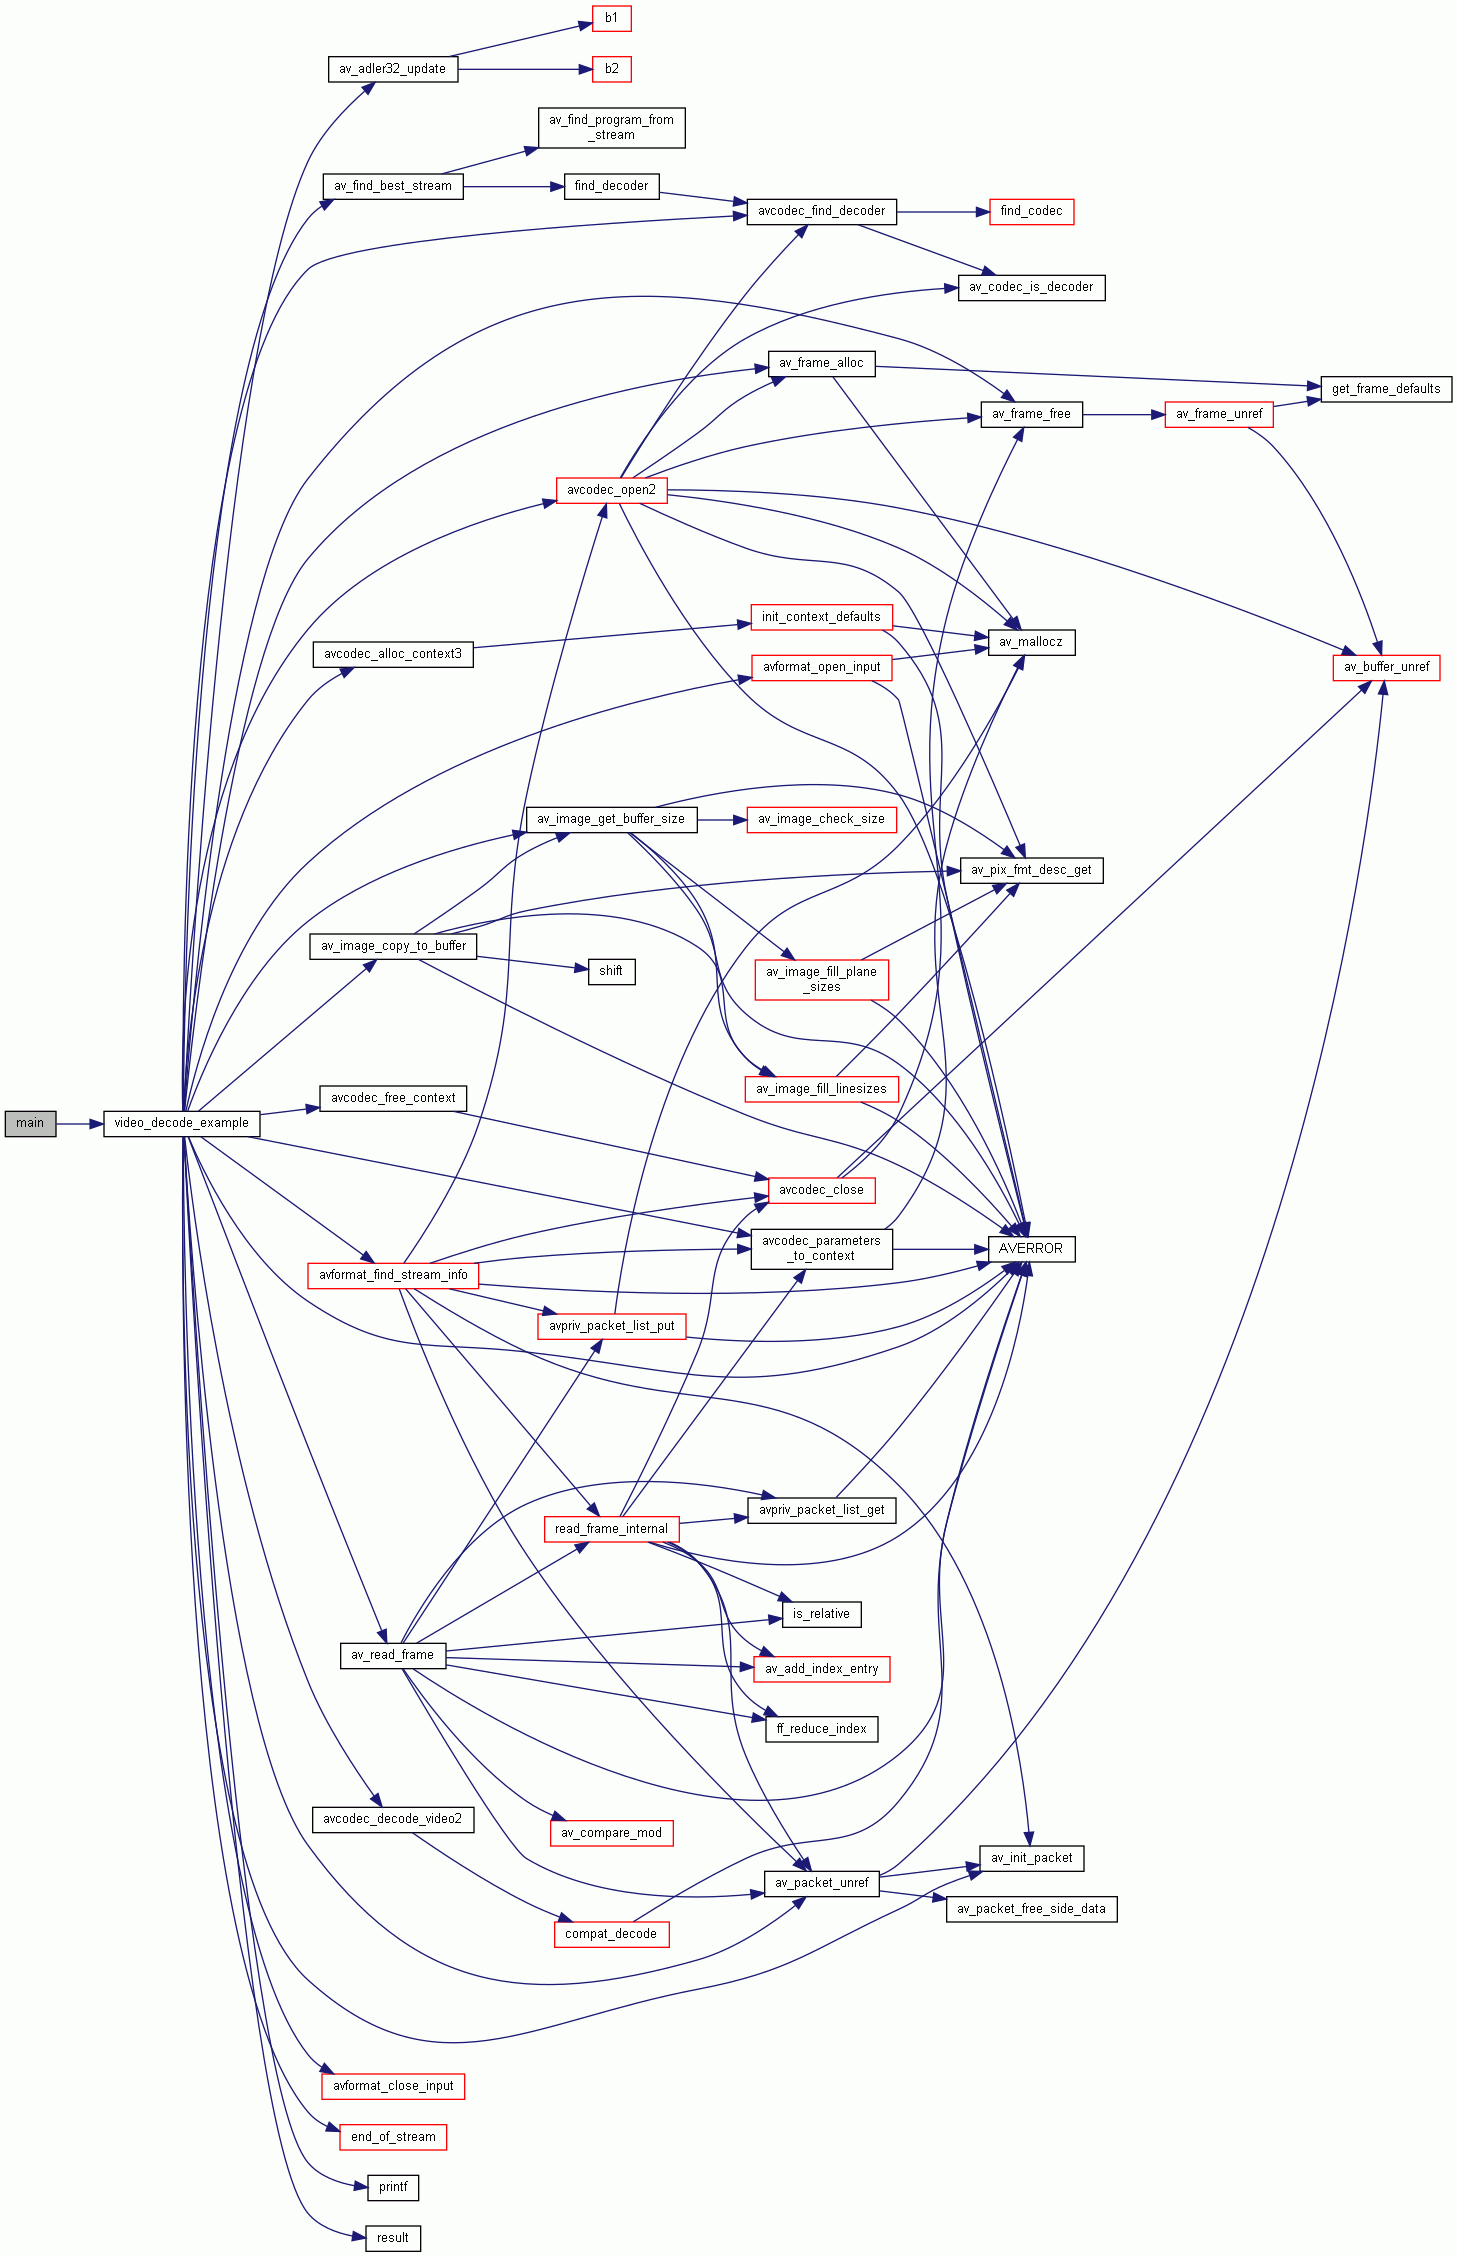 b1
av_adler32_update
b2
av_find_program_from
_stream
av_find_best_stream
find_decoder
avcodec_find_decoder
find_codec
av_codec_is_decoder
av_frame_alloc
get_frame_defaults
av_frame_free
av_frame_unref
avcodec_open2
init_context_defaults
av_mallocz
avcodec_alloc_context3
avformat_open_input
av_buffer_unref
av_image_get_buffer_size
av_image_check_size
av_pix_fmt_desc_get
av_image_copy_to_buffer
shift
av_image_fill_plane
_sizes
av_image_fill_linesizes
avcodec_free_context
main
video_decode_example
avcodec_close
avcodec_parameters
_to_context
AVERROR
avformat_find_stream_info
avpriv_packet_list_put
avpriv_packet_list_get
read_frame_internal
is_relative
av_read_frame
av_add_index_entry
ff_reduce_index
avcodec_decode_video2
av_compare_mod
av_init_packet
av_packet_unref
av_packet_free_side_data
compat_decode
avformat_close_input
end_of_stream
printf
result